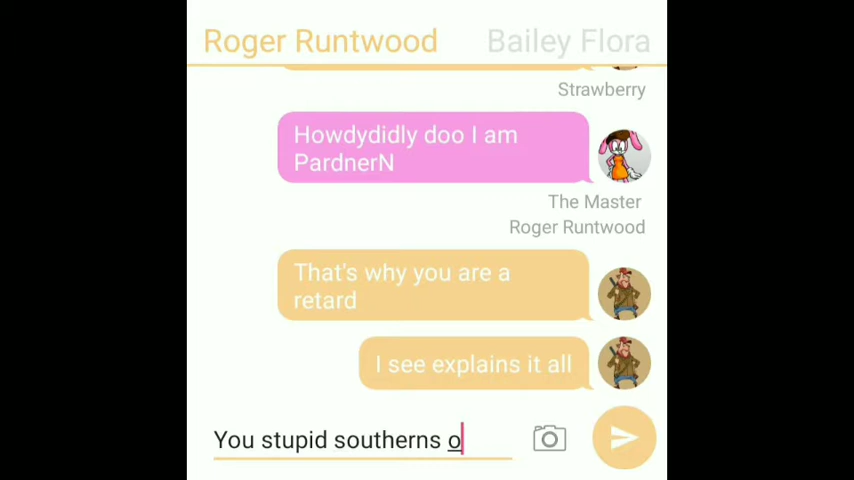 Roger Runtwood Bailey Flora
Strawberry
Howdydidly doo I am
PardnerN
The Master
Roger Runtwood
That's why you are a
retard
I see explains it all
You stupid southerns o